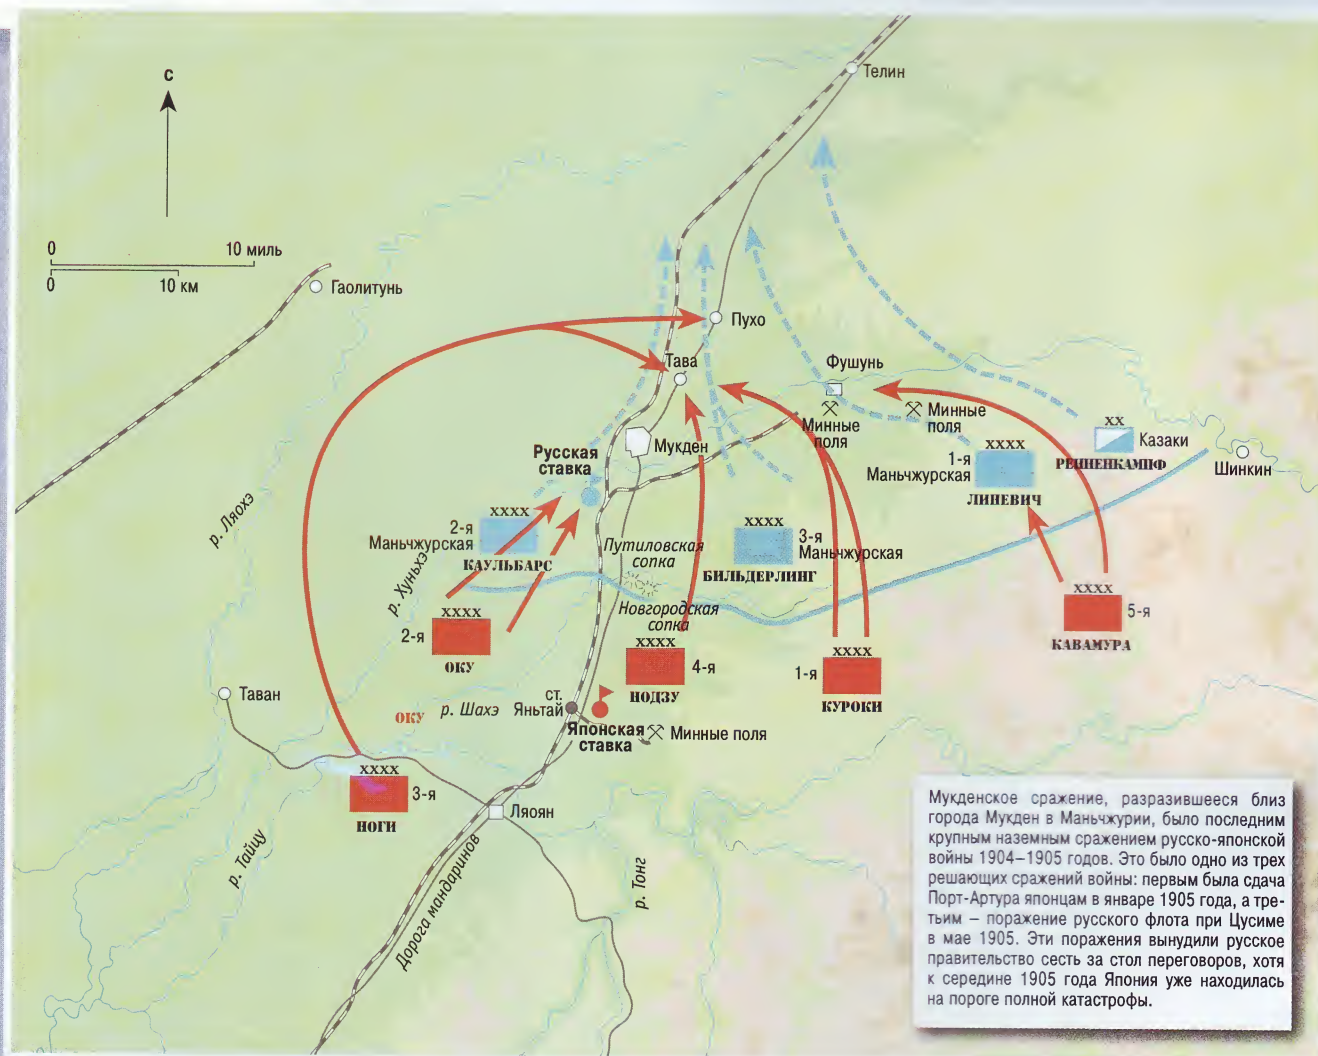 С
0
10 миль
0
10 км
Телин
Гаолитунь
Пухо
Тава
Фушунь
Минные
поля
Минные
поля
Русская
ставка
Мукден
1-я
Маньчжурская
XXXX
ЛИНЕВИЧ
XX
Казаки
РЕННЕНКАМПФ
Шинкин
р. Ляохэ
2-я
Маньчжурская
XXXX
КАУЛЬБАРС
р. Хуньхэ
Путиловская
сопка
XXXX
3-я
Маньчжурская
БИЛЬДЕРЛИНГ
Новгородская
сопка
XXXX
2-я
ОКУ
XXXX
4-я
НОДЗУ
XXXX
1-я
КУРОКИ
XXXX
5-я
КАВАМУРА
Таван
ОКУ
р. Шахэ
ст.
Яньтай
Японская
ставка
Минные поля
XXXX
3-я
НОГИ
Ляоян
р. Тайцу
Дорога мандаринов
р. Тонг
Мукденское сражение, разразившееся близ
города Мукден в Маньчжурии, было последним
крупным наземным сражением русско-японской
войны 1904–1905 годов. Это было одно из трех
решающих сражений войны: первым была сдача
Порт-Артура японцам в январе 1905 года, а тре-
тьим – поражение русского флота при Цусиме
в мае 1905. Эти поражения вынудили русское
правительство сесть за стол переговоров, хотя
к середине 1905 года Япония уже находилась
на пороге полной катастрофы.